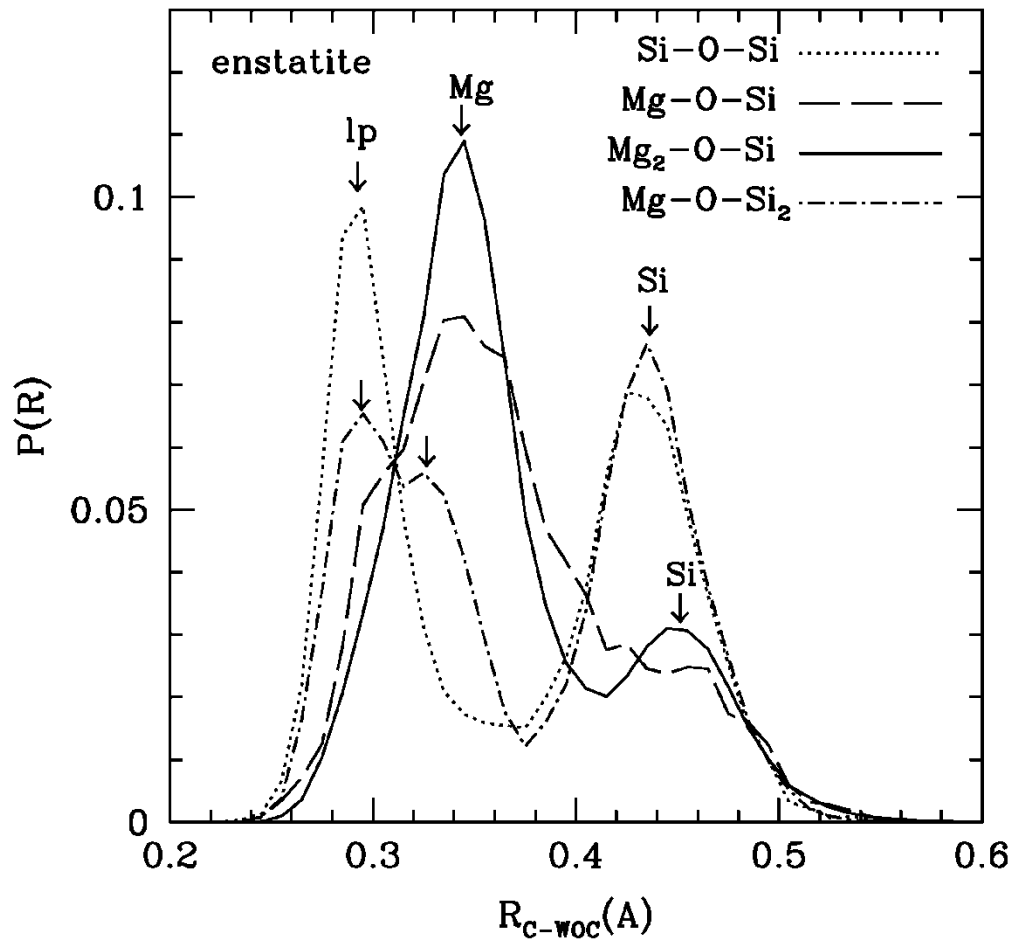 enstatite
Si-O-Si
Mg-O-Si
Mg₂-O-Si
Mg-O-Si₂
lp
Mg
Si
Si
0.1
0.05
0
P(R)
0.2
0.3
0.4
0.5
0.6
R_C-WOC(A)